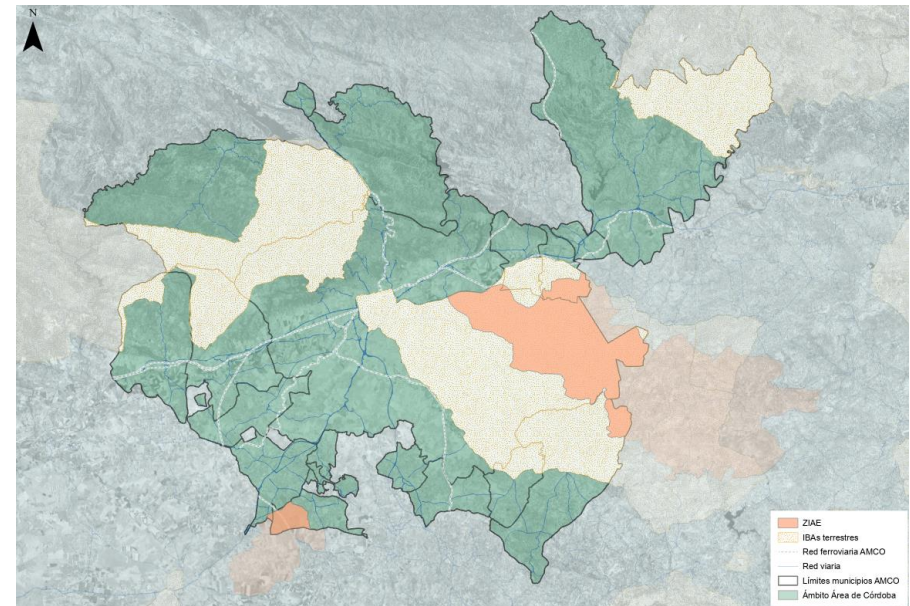 N
ZIAE
IBAs terrestres
Red ferroviaria AMCO
Red viaria
Límites municipios AMCO
Ámbito Área de Córdoba